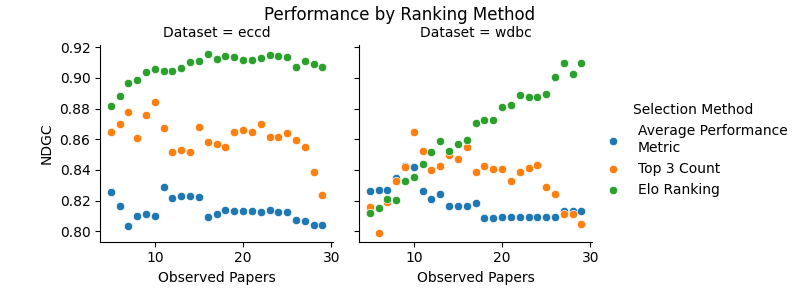 Performance by Ranking Method
Dataset = eccd
Dataset = wdbc
NDGC
0.92
0.90
0.88
0.86
0.84
0.82
0.80
10
20
30
10
20
30
Observed Papers
Observed Papers
Selection Method
Average Performance
Metric
Top 3 Count
Elo Ranking